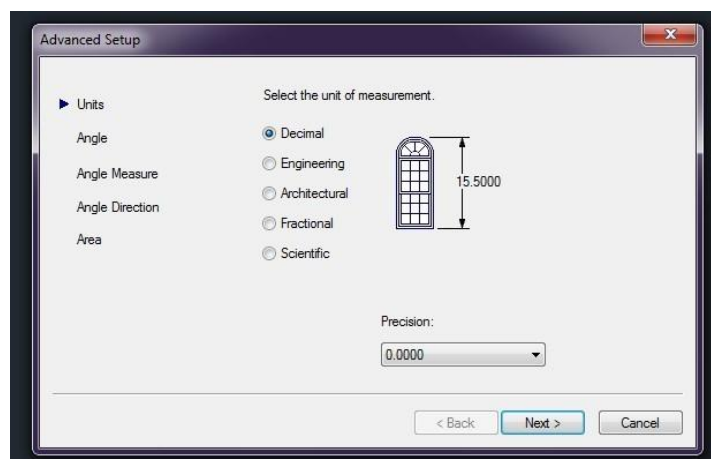 Advanced Setup
Units
Angle
Angle Measure
Angle Direction
Area
Select the unit of measurement.
Decimal
Engineering
Architectural
Fractional
Scientific
15.5000
Precision:
0.0000
< Back
Next >
Cancel